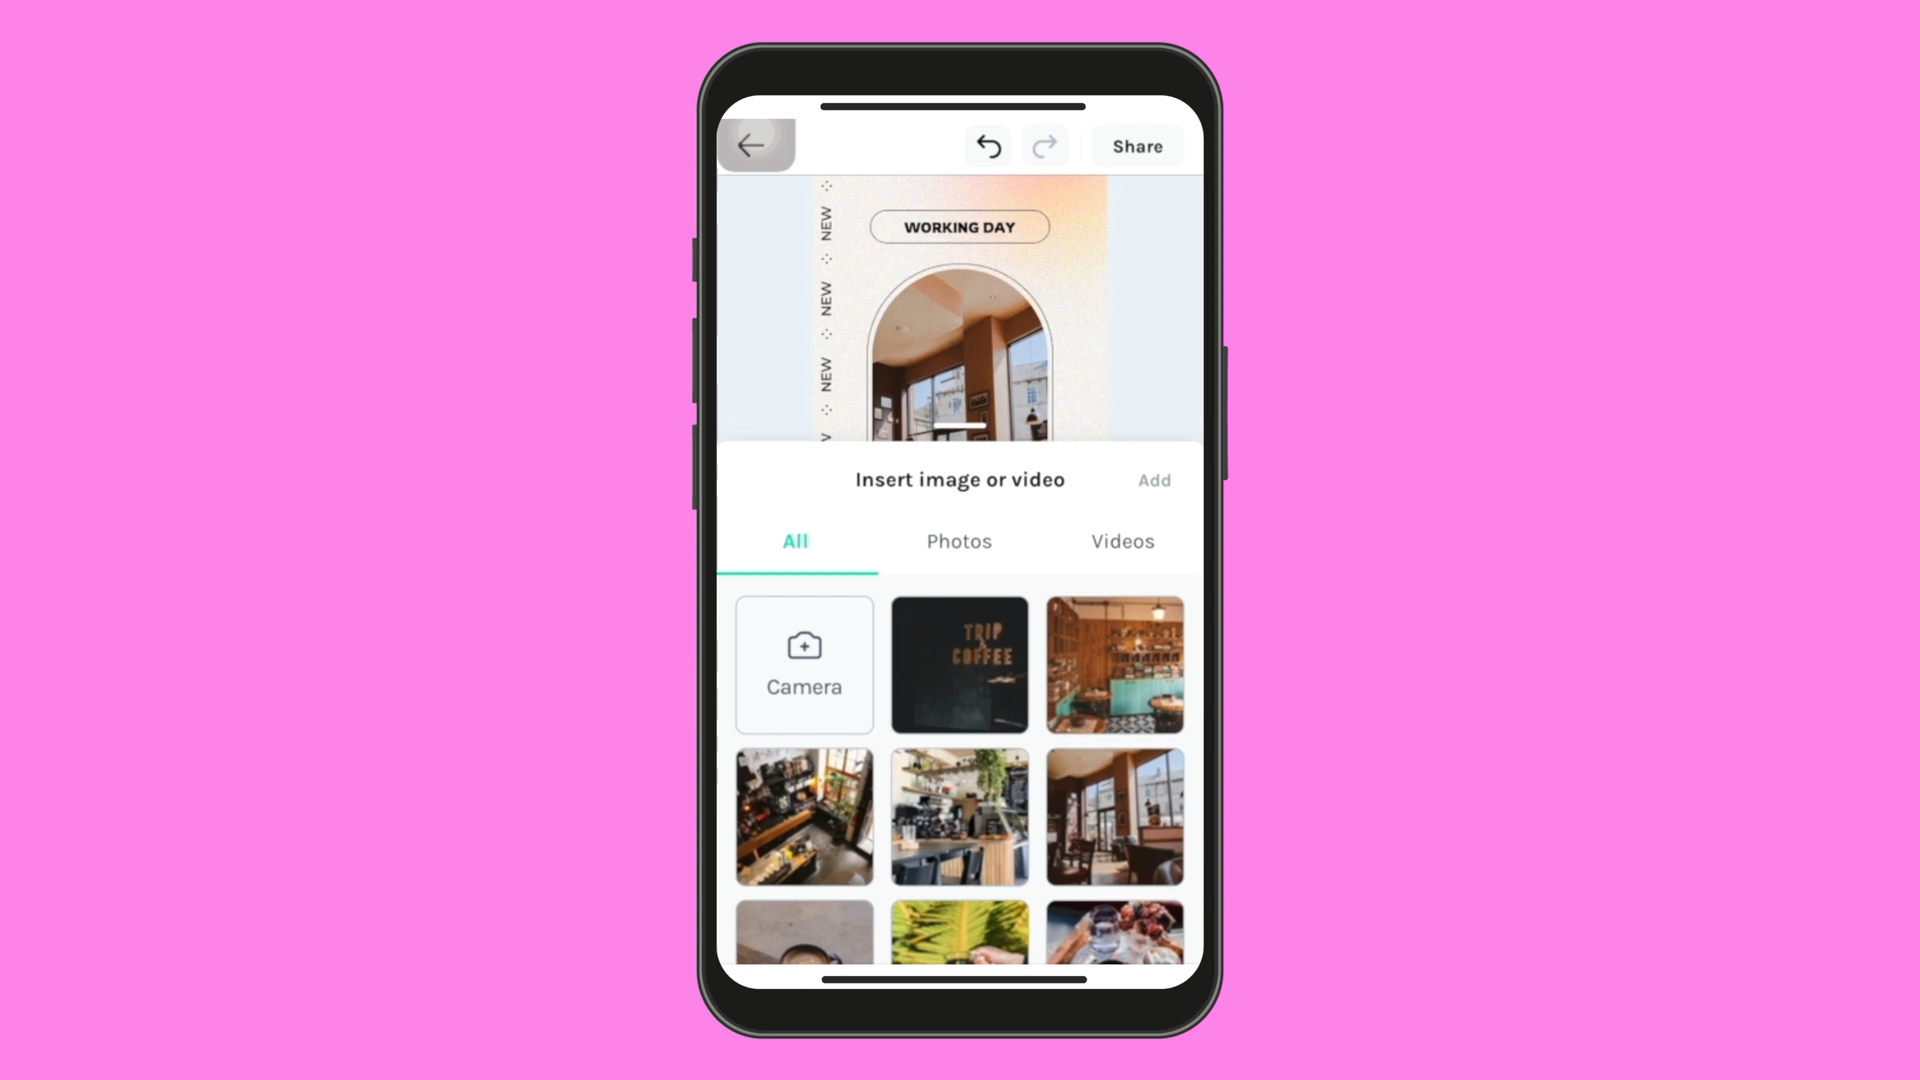 Share
WORKING DAY
NEW
NEW
NEW
Insert image or video
Add
All
Photos
Videos
Camera
TRIP
&
COFFEE